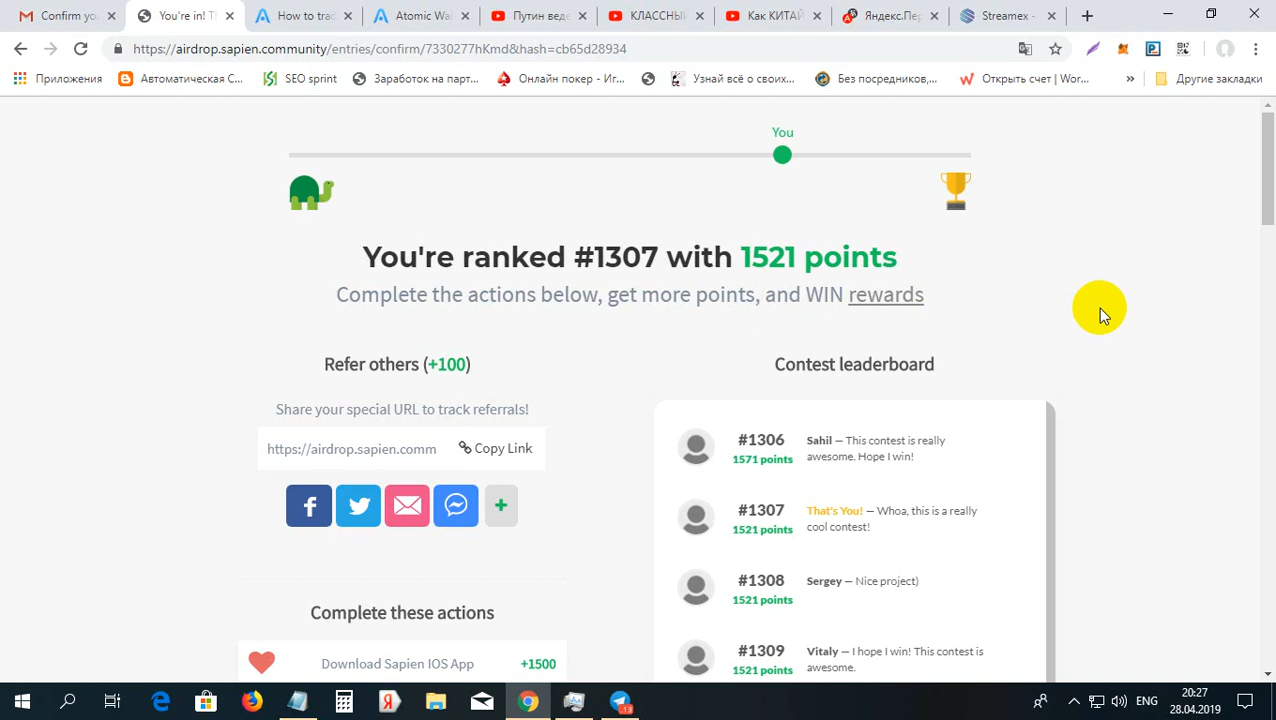 Confirm yo
You're in! T
How to trac
Atomic Wal
Путин веде
КЛАССНЫЙ
Как КИТАЙ
Яндекс.Пер
Streamex -
https://airdrop.sapien.community/entries/confirm/7330277hKmd&hash=cb65d28934
Приложения
Автоматическая С...
SEO sprint
Заработок на парт...
Онлайн покер - Иг...
Узнай всё о своих...
Без посредников,...
Открыть счет | Wor...
Другие закладки
You
You're ranked #1307 with 1521 points
Complete the actions below, get more points, and WIN rewards
Refer others (+100)
Share your special URL to track referrals!
https://airdrop.sapien.comm
Copy Link
Complete these actions
Download Sapien IOS App
+1500
Contest leaderboard
#1306
1571 points
Sahil — This contest is really
awesome. Hope I win!
#1307
1521 points
That's You! — Whoa, this is a really
cool contest!
#1308
1521 points
Sergey — Nice project)
#1309
1521 points
Vitaly — I hope I win! This contest is
awesome.
13
ENG
20:27
28.04.2019